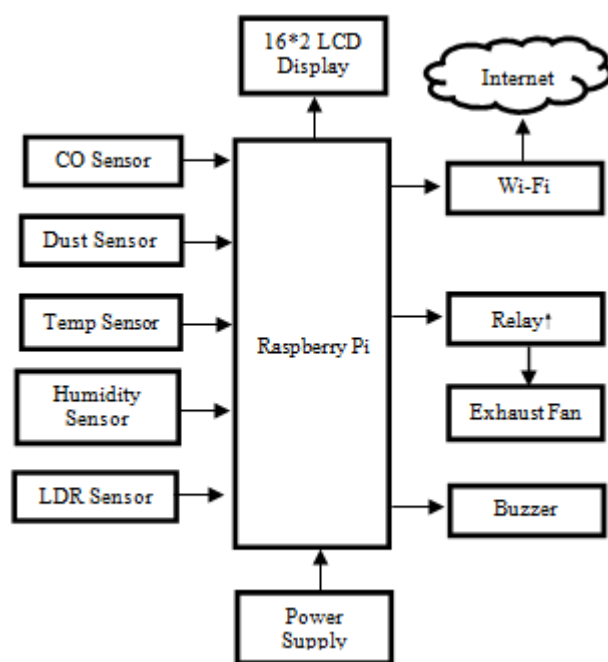 16*2 LCD
Display
Internet
CO Sensor
Wi-Fi
Dust Sensor
Temp Sensor
Relay†
Raspberry Pi
Humidity
Sensor
Exhaust Fan
LDR Sensor
Buzzer
Power
Supply